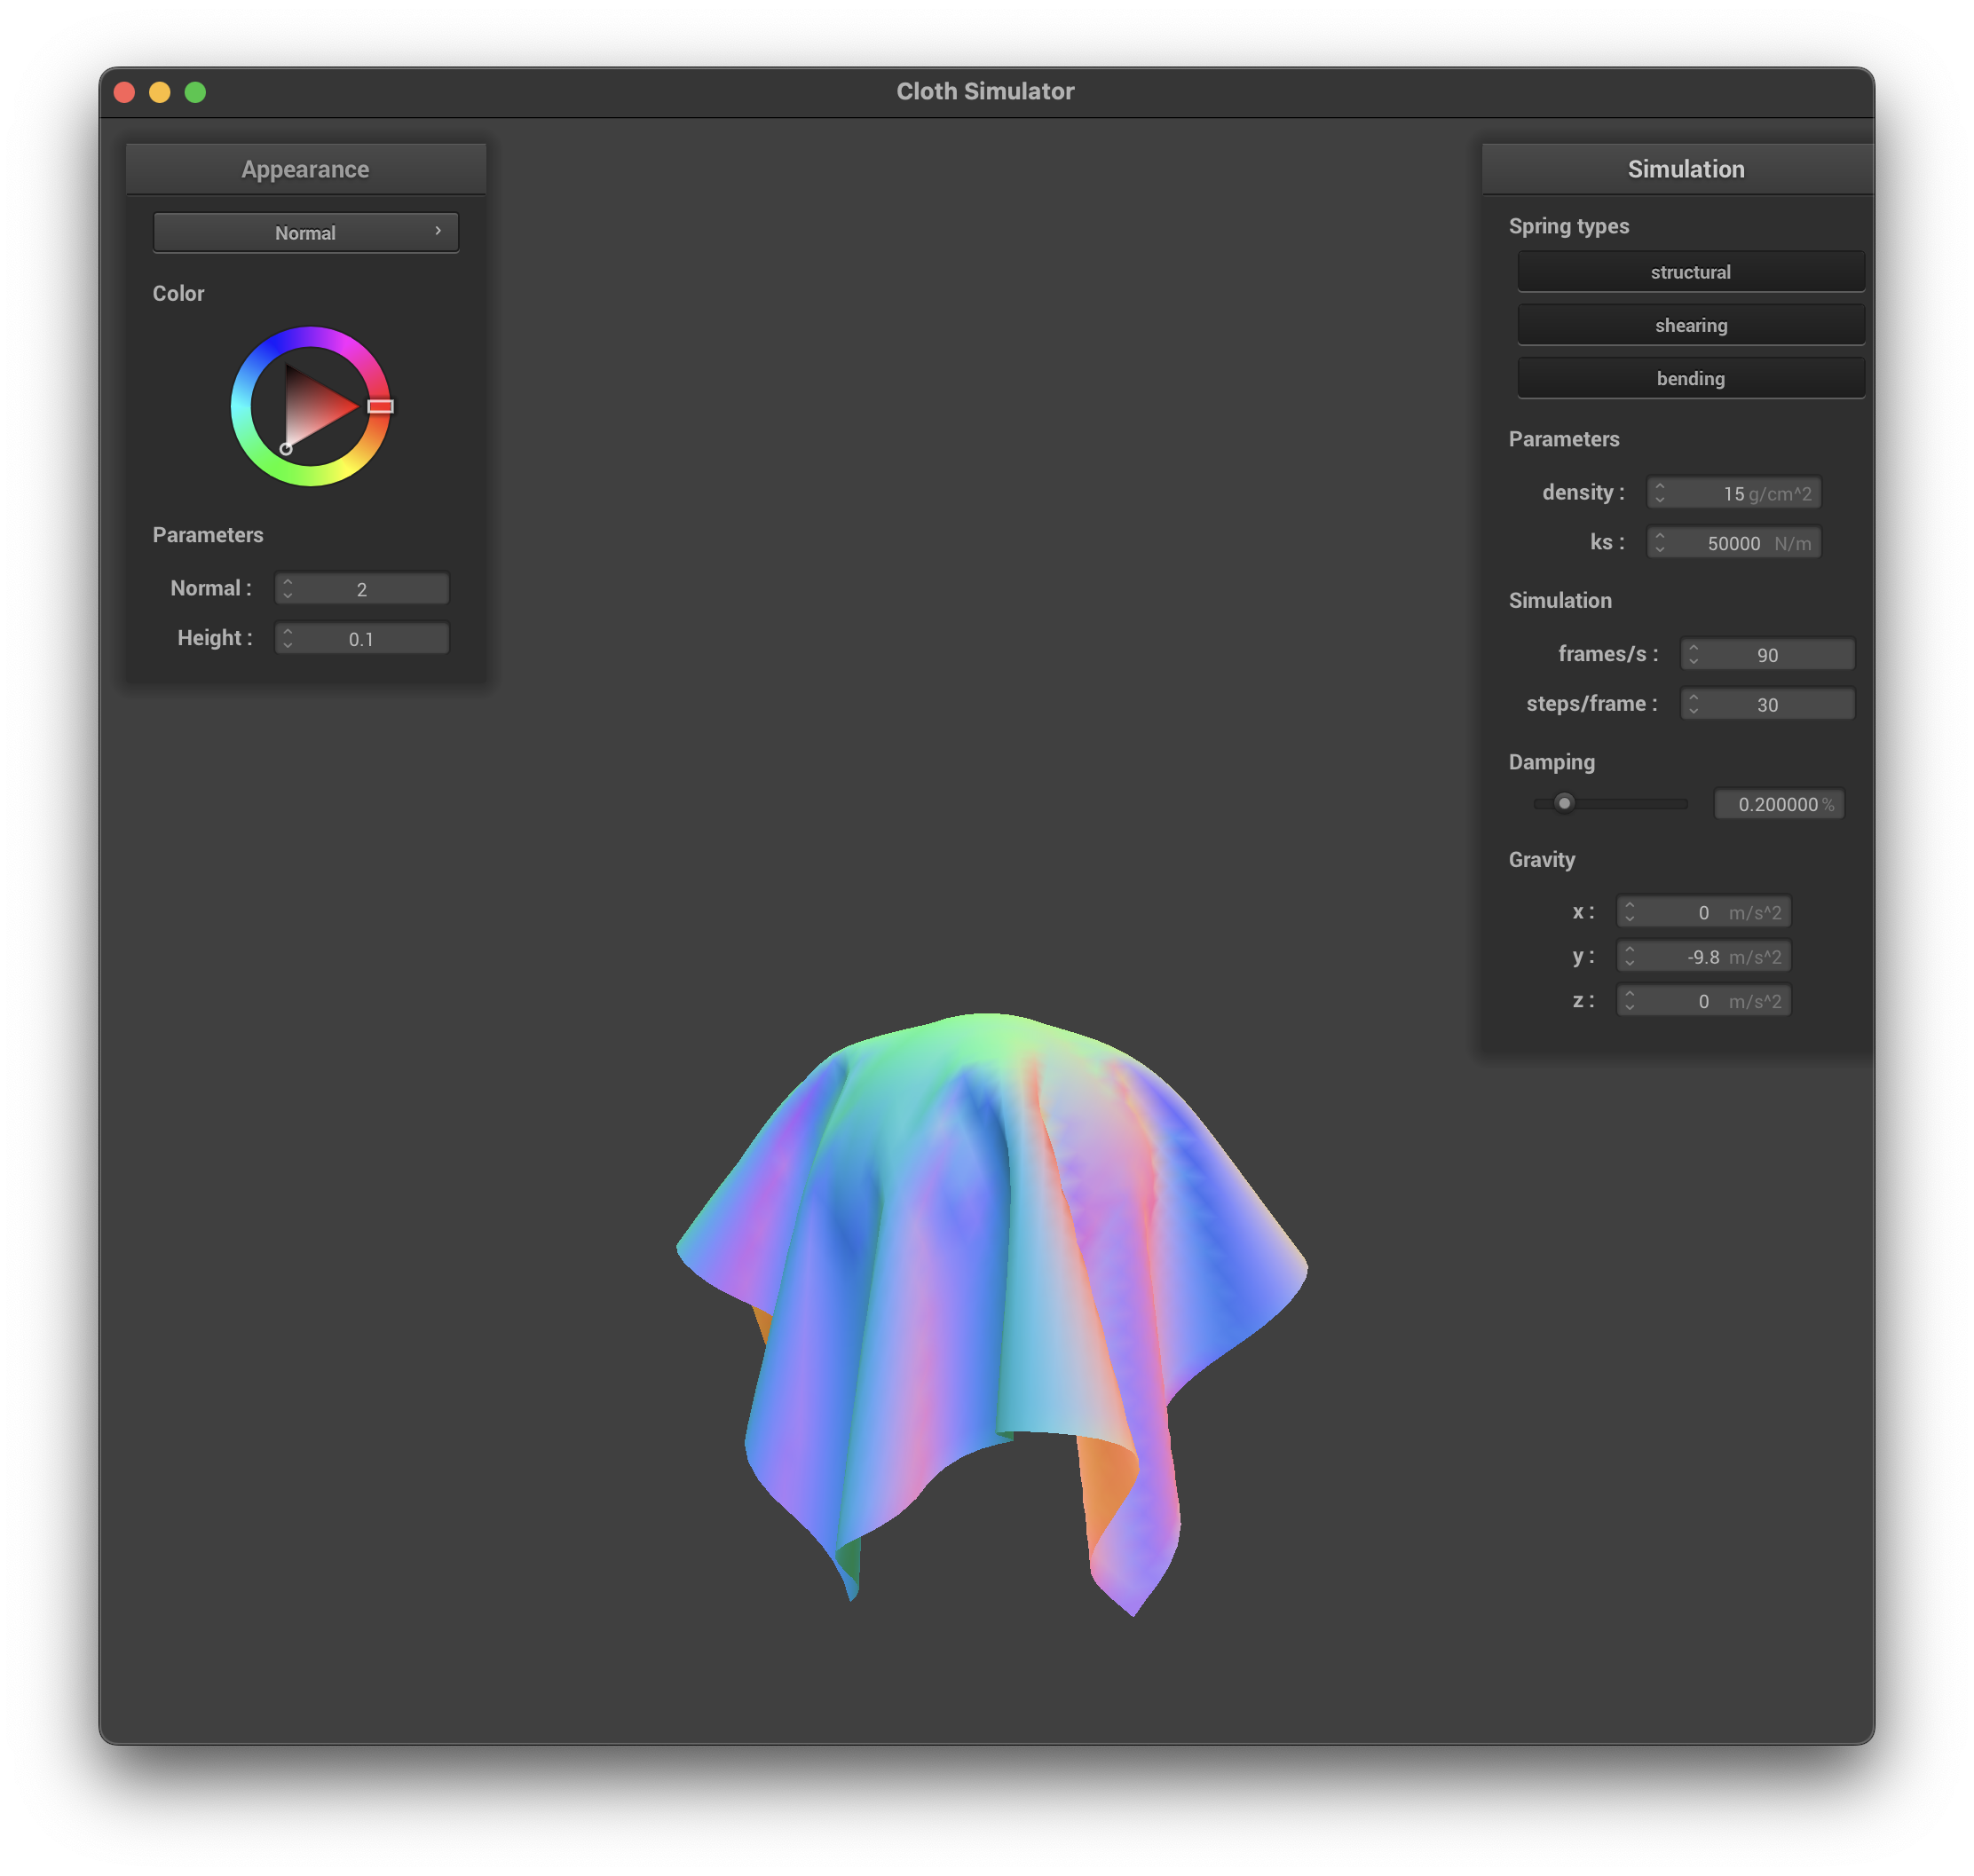 Cloth Simulator
Appearance
Normal
Color
Parameters
Normal : 2
Height : 0.1
Simulation
Spring types
structural
shearing
bending
Parameters
density : 15 g/cm^2
ks : 50000 N/m
Simulation
frames/s : 90
steps/frame : 30
Damping
0.200000 %
Gravity
x : 0 m/s^2
y : -9.8 m/s^2
z : 0 m/s^2